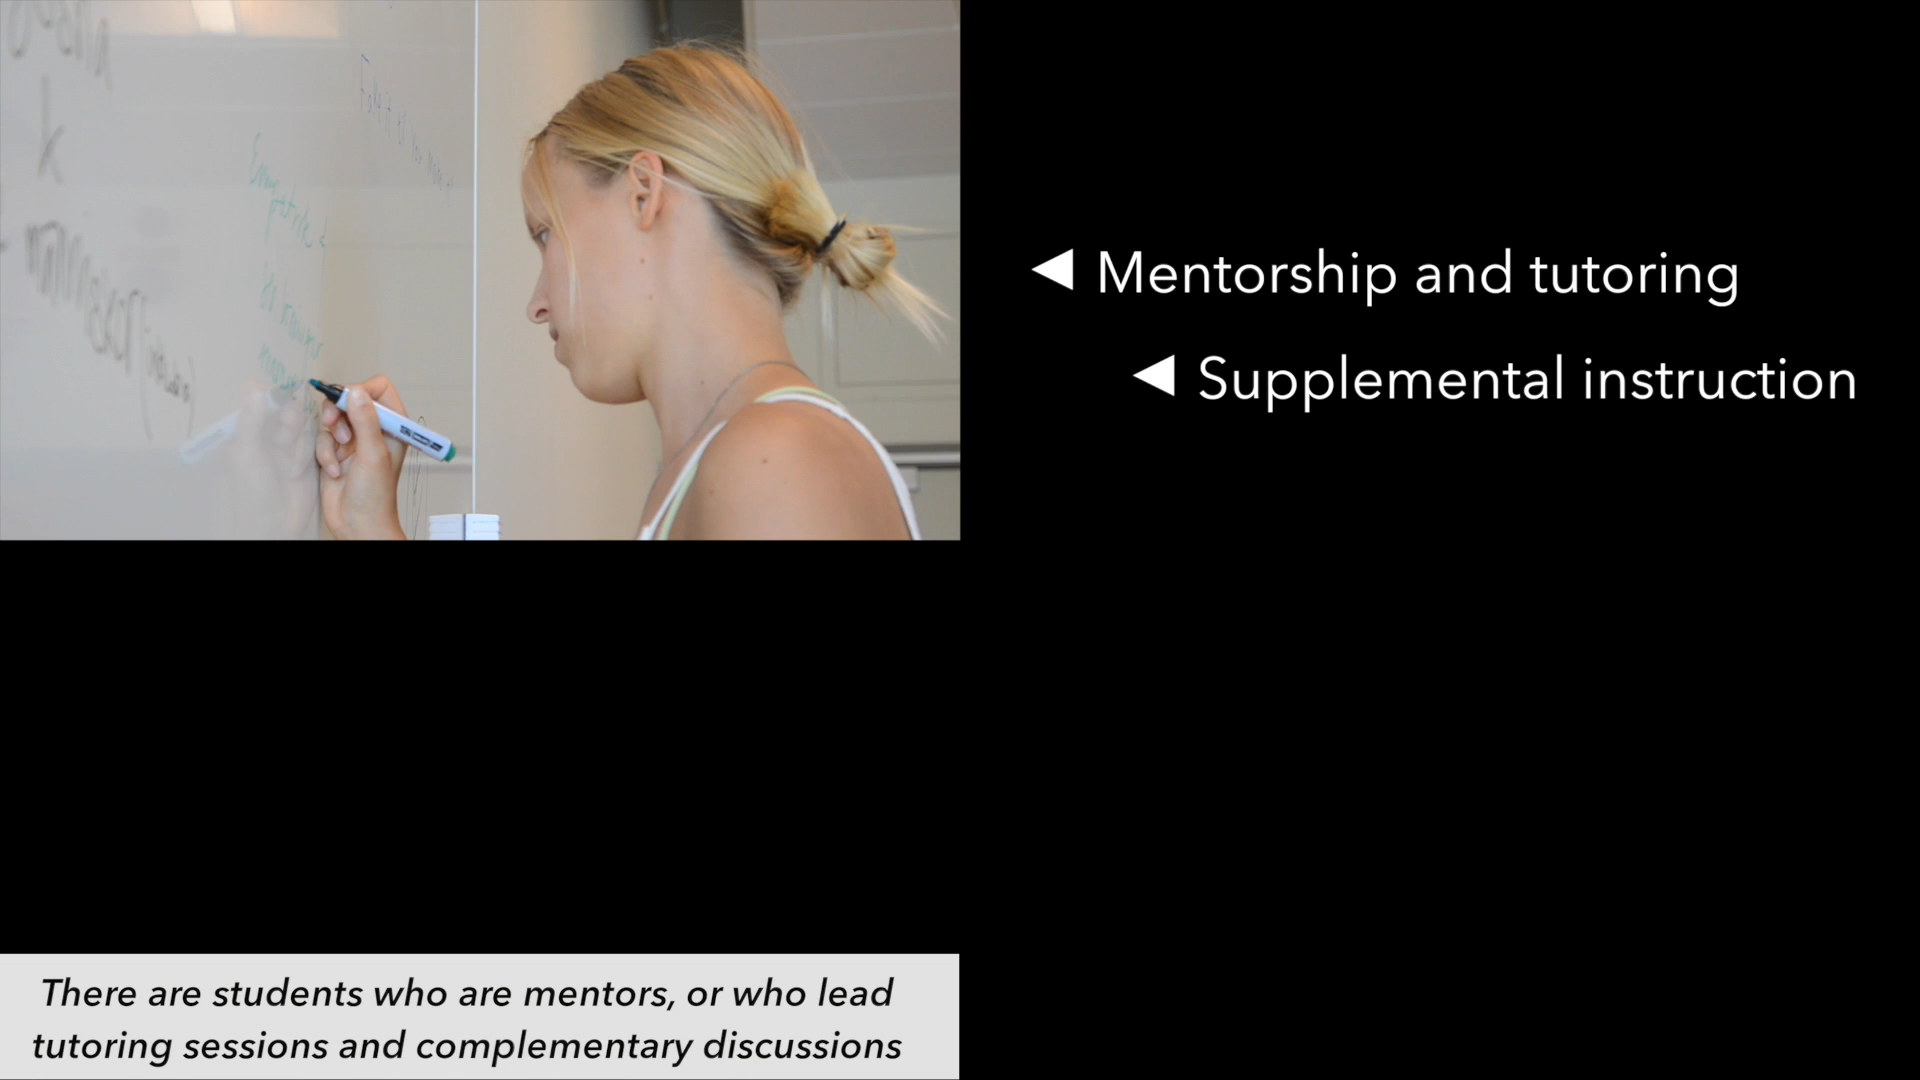 Mentorship and tutoring
Supplemental instruction
There are students who are mentors, or who lead
tutoring sessions and complementary discussions